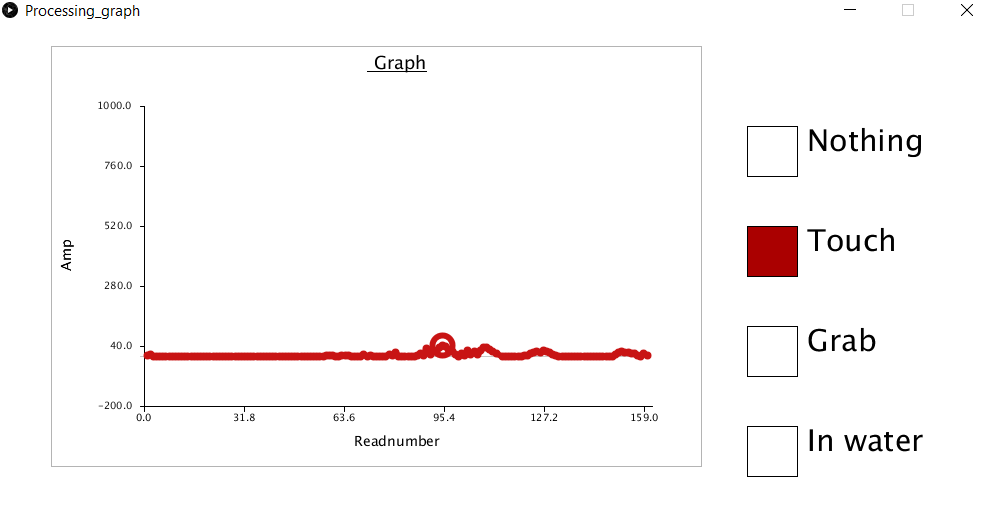 Processing_graph
Graph
1000.0
760.0
520.0
280.0
40.0
-200.0
Amp
0.0
31.8
63.6
95.4
127.2
159.0
Readnumber
Nothing
Touch
Grab
In water